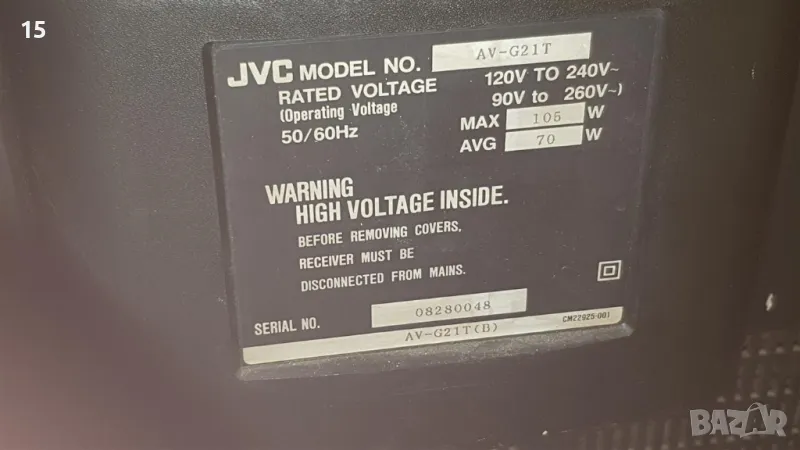 15
JVC MODEL NO. AV-G21T
RATED VOLTAGE 120V TO 240V~
(Operating Voltage 90V to 260V~)
50/60Hz MAX 105 W
AVG 70 W
WARNING
HIGH VOLTAGE INSIDE.
BEFORE REMOVING COVERS,
RECEIVER MUST BE
DISCONNECTED FROM MAINS.
SERIAL NO. 08280048
AV-G21T(B) CM22925-001
BAZAR